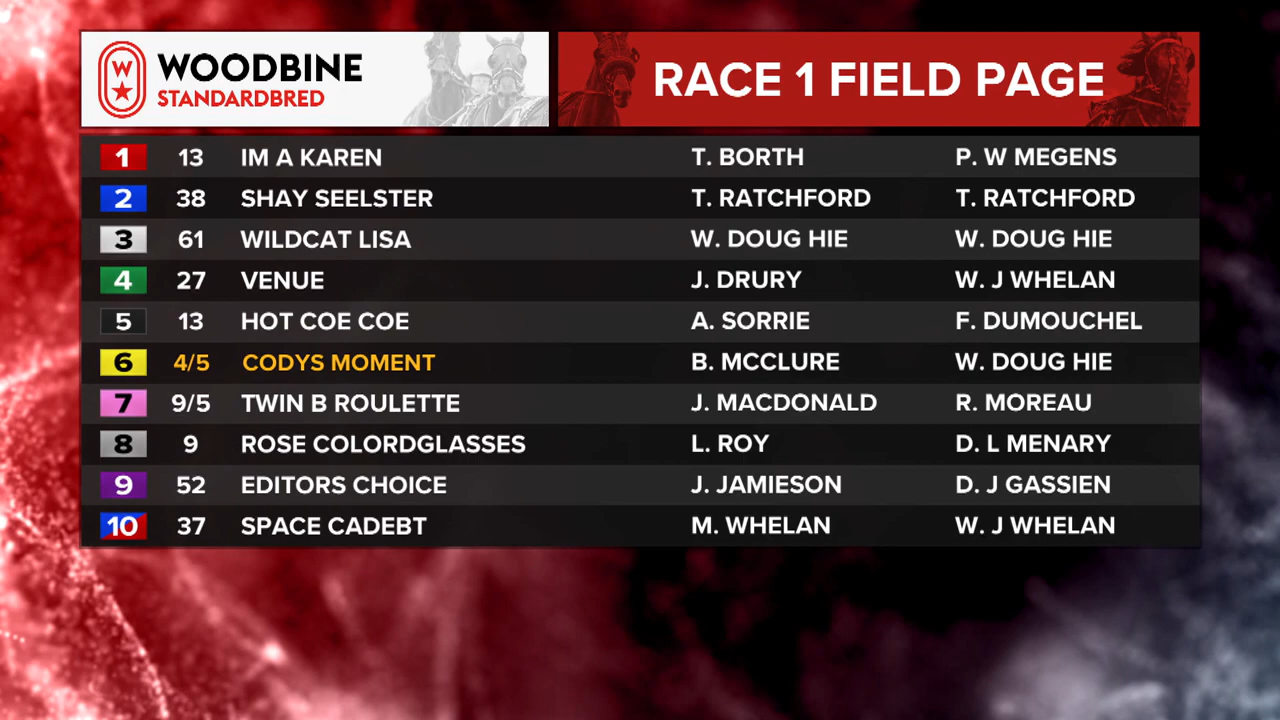 W
WOODBINE
STANDARDBRED
RACE 1 FIELD PAGE
1 13 IM A KAREN T. BORTH P. W MEGENS
2 38 SHAY SEELSTER T. RATCHFORD T. RATCHFORD
3 61 WILDCAT LISA W. DOUG HIE W. DOUG HIE
4 27 VENUE J. DRURY W. J WHELAN
5 13 HOT COE COE A. SORRIE F. DUMOUCHEL
6 4/5 CODYS MOMENT B. MCCLURE W. DOUG HIE
7 9/5 TWIN B ROULETTE J. MACDONALD R. MOREAU
8 9 ROSE COLORDGLASSES L. ROY D. L MENARY
9 52 EDITORS CHOICE J. JAMIESON D. J GASSIEN
10 37 SPACE CADEBT M. WHELAN W. J WHELAN